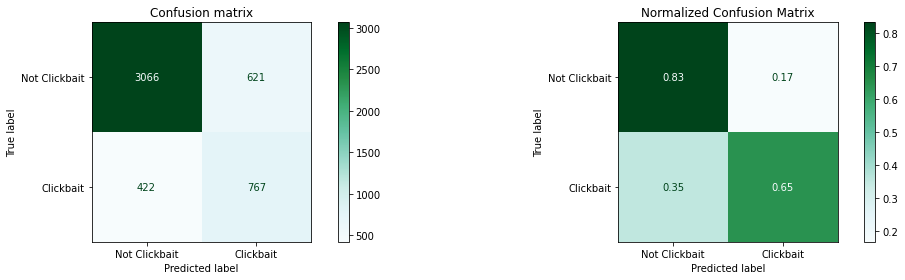 Confusion matrix
Not Clickbait
Clickbait
True label
3066 621
422 767
Not Clickbait Clickbait
Predicted label
3000
2500
2000
1500
1000
500
Normalized Confusion Matrix
Not Clickbait
Clickbait
True label
0.83 0.17
0.35 0.65
Not Clickbait Clickbait
Predicted label
0.8
0.7
0.6
0.5
0.4
0.3
0.2